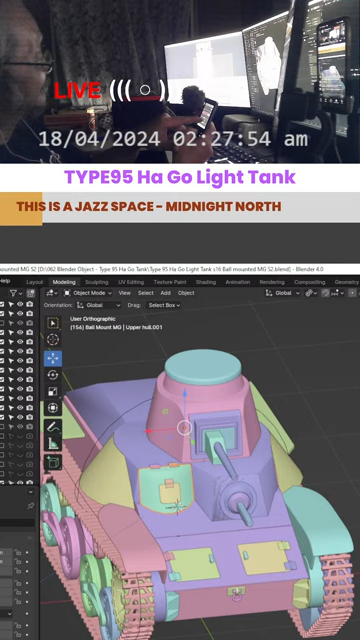 LIVE ((( ○ )
18/04/2024 02:27:54 am
TYPE95 Ha Go Light Tank
THIS IS A JAZZ SPACE - MIDNIGHT NORTH
mounted MG S2 [D:\062 Blender Object - Type 95 Ha Go Tank\Type 95 Ha Go Light Tank s16 Ball mounted MG S2.blend] - Blender 4.0
Help Layout Modeling Sculpting UV Editing Texture Paint Shading Animation Rendering Compositing Geometry
Object Mode View Select Add Object Global
Orientation: Global Drag: Select Box
User Orthographic
(154) Ball Mount MG | Upper hull.001